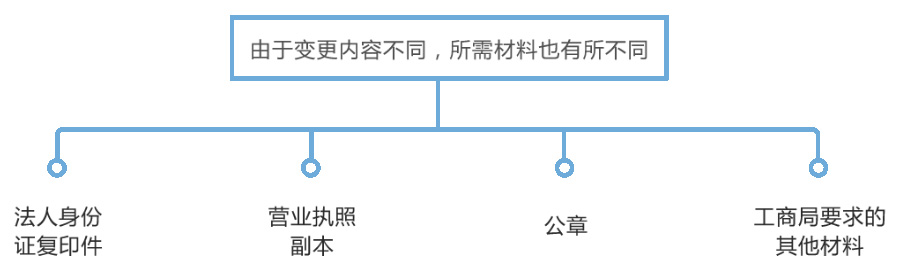 由于变更内容不同，所需材料也有所不同
法人身份
证复印件
营业执照
副本
公章
工商局要求的
其他材料